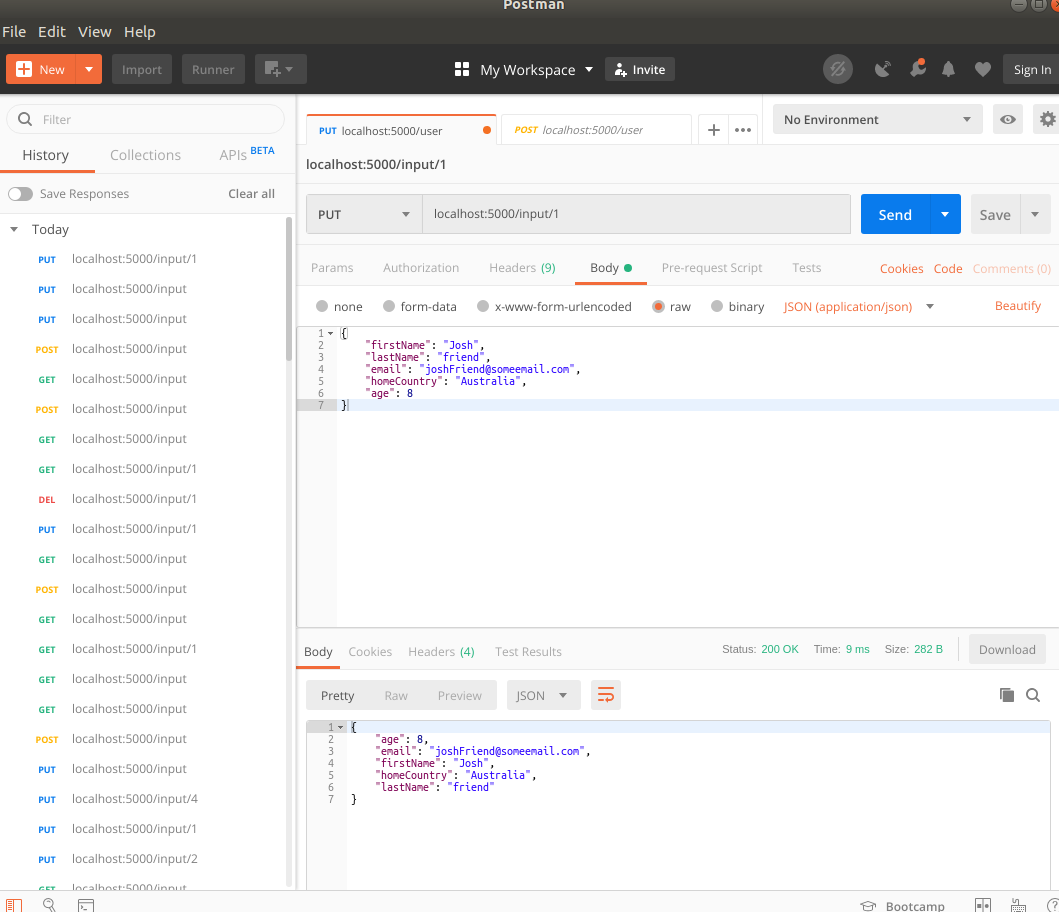 Postman
File Edit View Help
New Import Runner My Workspace Invite Sign In
Filter
History Collections APIs BETA
Save Responses Clear all
Today
PUT localhost:5000/input/1
PUT localhost:5000/input
PUT localhost:5000/input
POST localhost:5000/input
GET localhost:5000/input
POST localhost:5000/input
GET localhost:5000/input
GET localhost:5000/input/1
DEL localhost:5000/input/1
PUT localhost:5000/input/1
GET localhost:5000/input
POST localhost:5000/input
GET localhost:5000/input
GET localhost:5000/input/1
GET localhost:5000/input
GET localhost:5000/input
POST localhost:5000/input
PUT localhost:5000/input
PUT localhost:5000/input/4
PUT localhost:5000/input/1
PUT localhost:5000/input/2
GET localhost:5000/input
PUT localhost:5000/user POST localhost:5000/user No Environment
localhost:5000/input/1
PUT localhost:5000/input/1 Send Save
Params Authorization Headers (9) Body Pre-request Script Tests Cookies Code Comments (0)
none form-data x-www-form-urlencoded raw binary JSON (application/json) Beautify
1 {
2 "firstName": "Josh",
3 "lastName": "friend",
4 "email": "joshFriend@someemail.com",
5 "homeCountry": "Australia",
6 "age": 8
7 }
Body Cookies Headers (4) Test Results Status: 200 OK Time: 9 ms Size: 282 B Download
Pretty Raw Preview JSON
1 {
2 "age": 8,
3 "email": "joshFriend@someemail.com",
4 "firstName": "Josh",
5 "homeCountry": "Australia",
6 "lastName": "friend"
7 }
Bootcamp